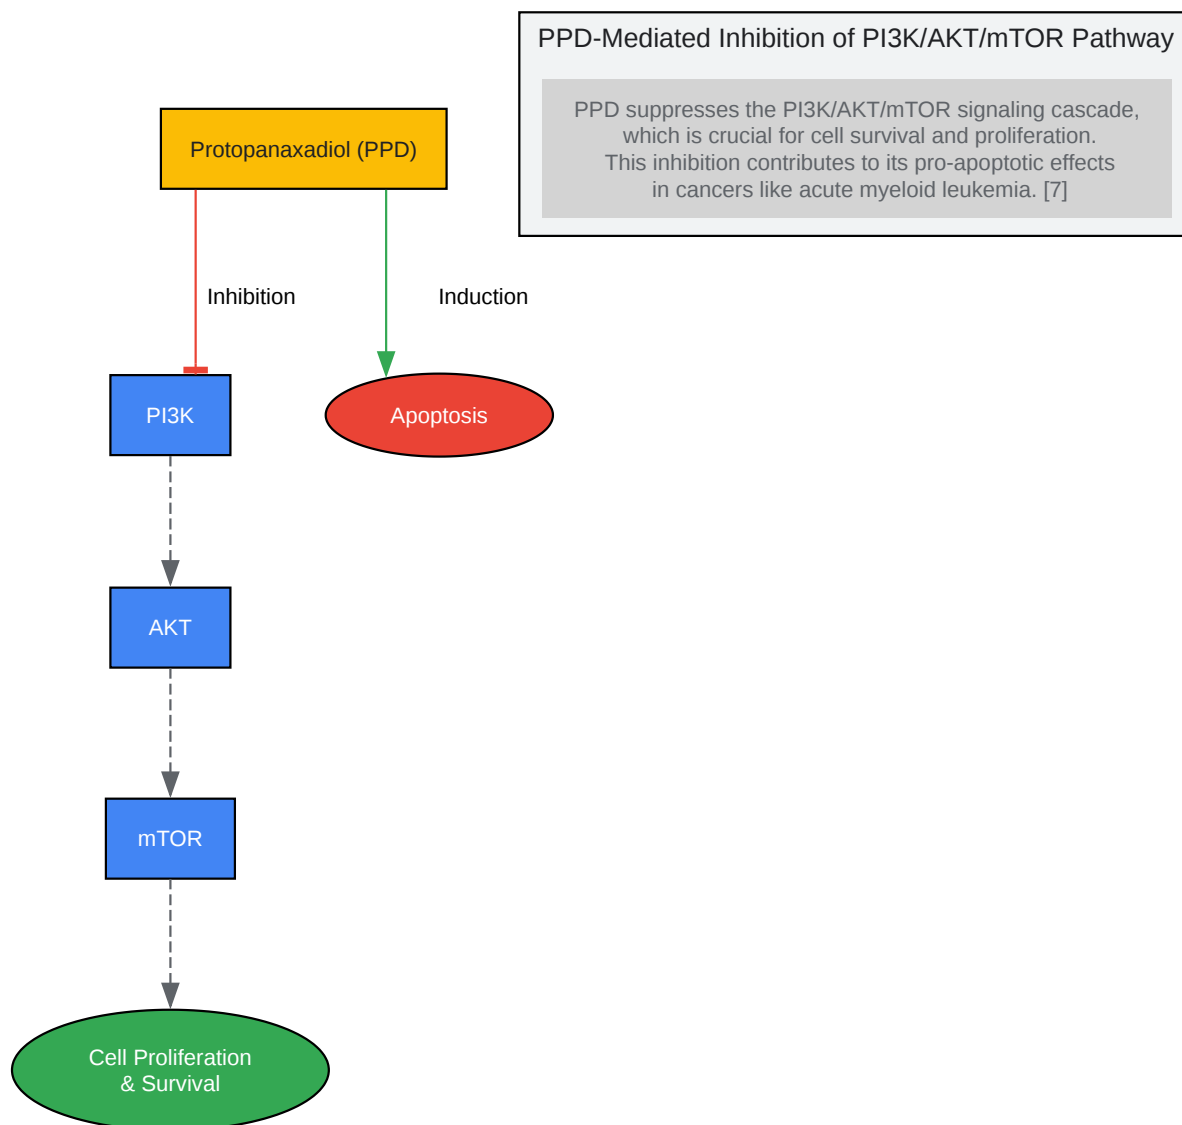 PPD-Mediated Inhibition of PI3K/AKT/mTOR Pathway
PPD suppresses the PI3K/AKT/mTOR signaling cascade,
which is crucial for cell survival and proliferation.
This inhibition contributes to its pro-apoptotic effects
in cancers like acute myeloid leukemia. [7]
Protopanaxadiol (PPD)
Inhibition
Induction
PI3K
Apoptosis
AKT
mTOR
Cell Proliferation
& Survival